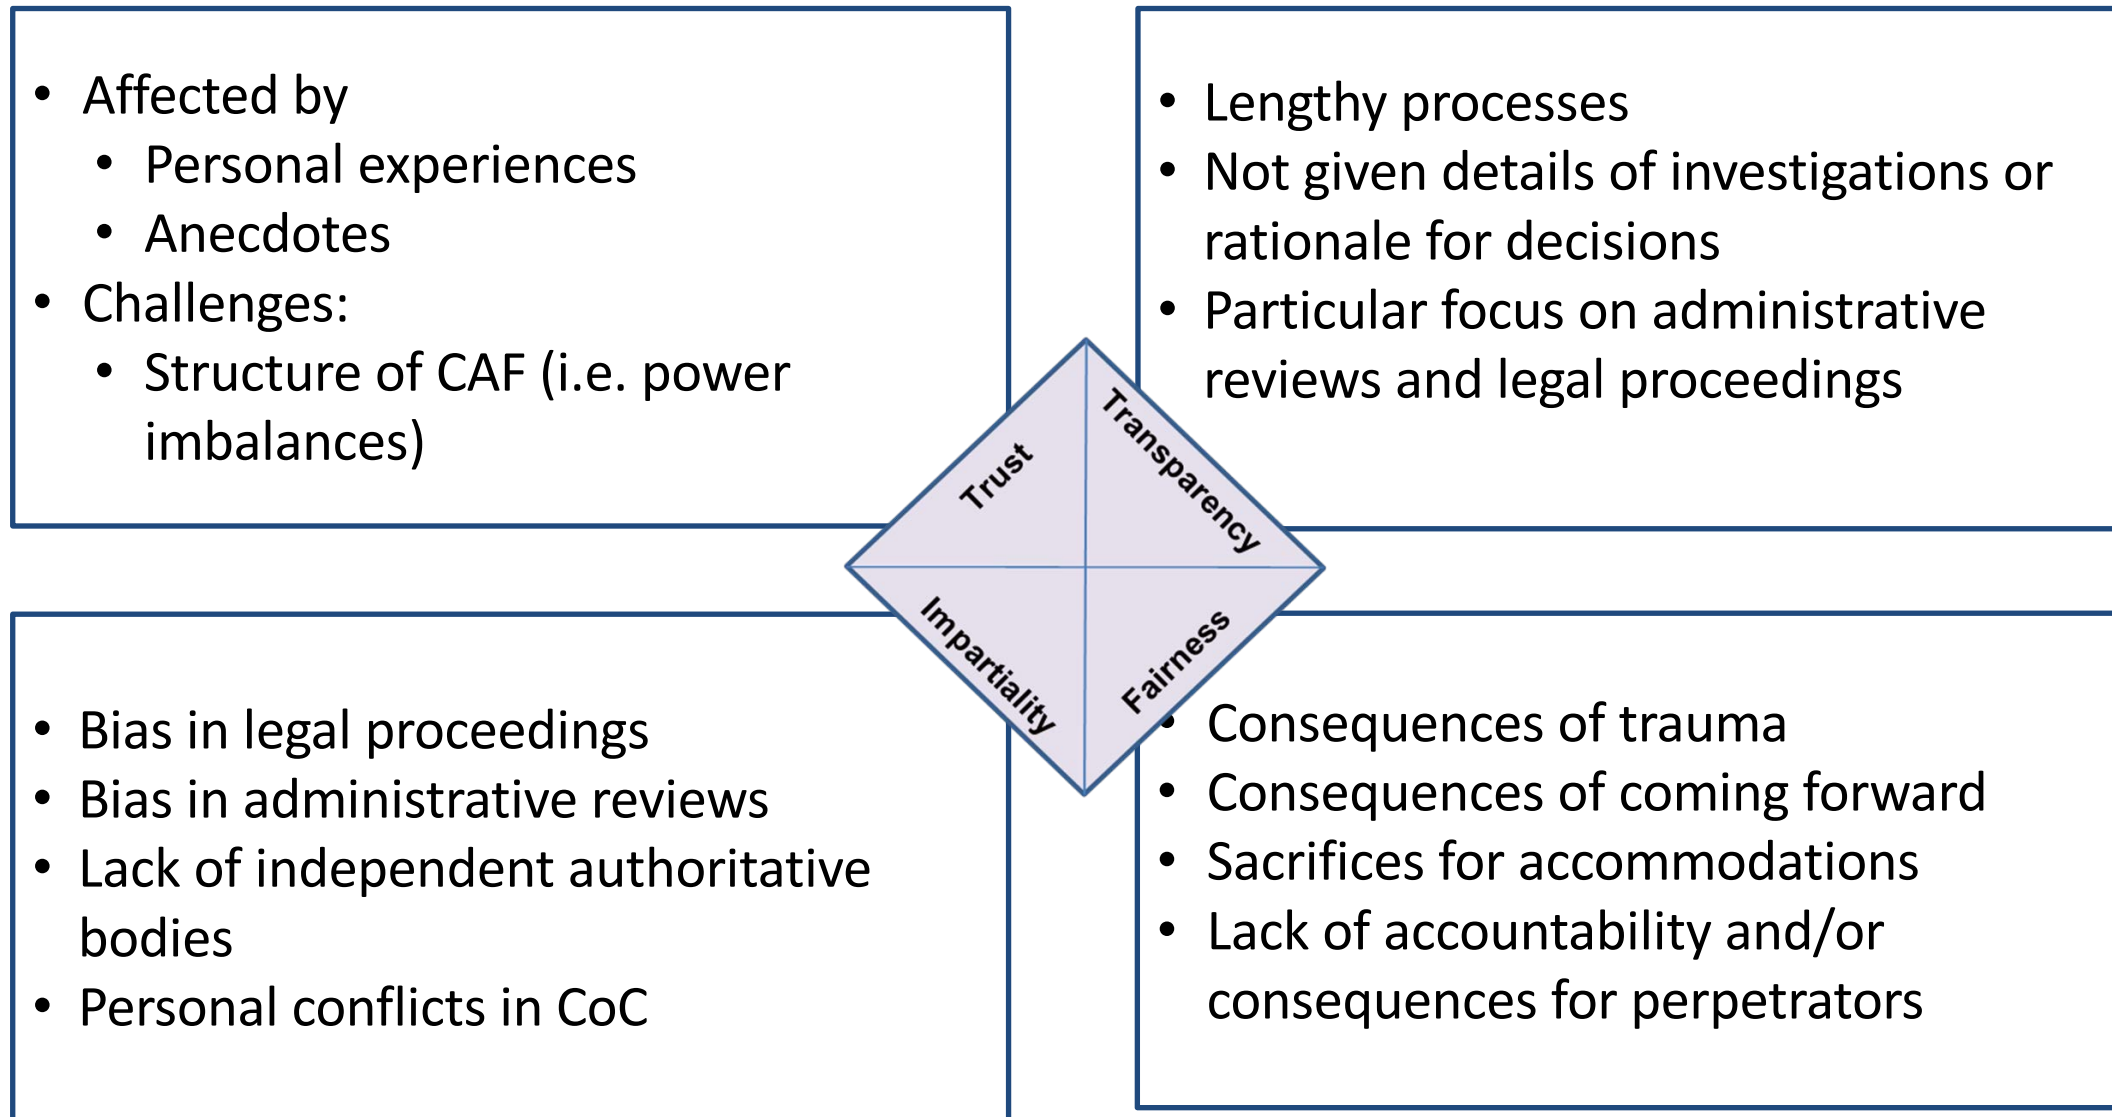 • Affected by
• Personal experiences
• Anecdotes
• Challenges:
• Structure of CAF (i.e. power
imbalances)
• Lengthy processes
• Not given details of investigations or
rationale for decisions
• Particular focus on administrative
reviews and legal proceedings
Trust
Transparency
Impartiality
Fairness
• Bias in legal proceedings
• Bias in administrative reviews
• Lack of independent authoritative
bodies
• Personal conflicts in CoC
• Consequences of trauma
• Consequences of coming forward
• Sacrifices for accommodations
• Lack of accountability and/or
consequences for perpetrators